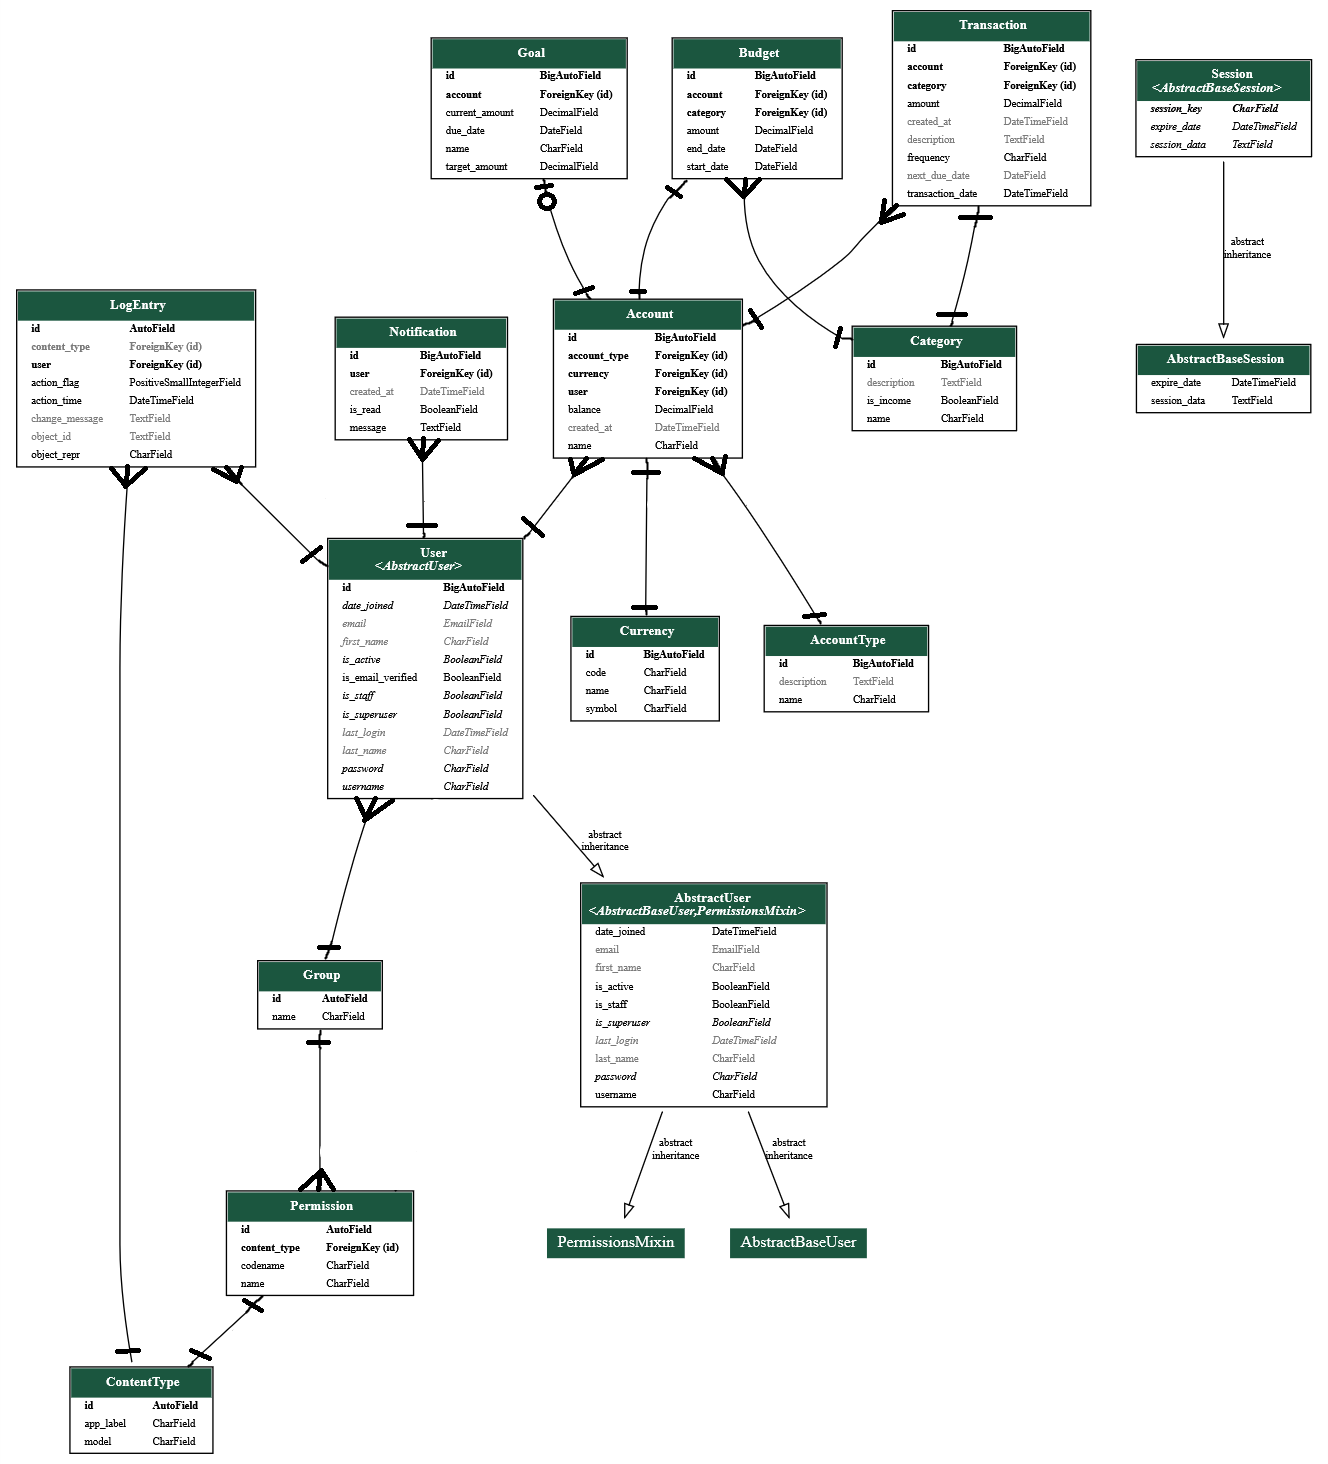 Goal
id BigAutoField
account ForeignKey (id)
current_amount DecimalField
due_date DateField
name CharField
target_amount DecimalField
Budget
id BigAutoField
account ForeignKey (id)
category ForeignKey (id)
amount DecimalField
end_date DateField
start_date DateField
Transaction
id BigAutoField
account ForeignKey (id)
category ForeignKey (id)
amount DecimalField
created_at DateTimeField
description TextField
frequency CharField
next_due_date DateField
transaction_date DateTimeField
Session
<AbstractBaseSession>
session_key CharField
expire_date DateTimeField
session_data TextField
abstract
inheritance
LogEntry
id AutoField
content_type ForeignKey (id)
user ForeignKey (id)
action_flag PositiveSmallIntegerField
action_time DateTimeField
change_message TextField
object_id TextField
object_repr CharField
Notification
id BigAutoField
user ForeignKey (id)
created_at DateTimeField
is_read BooleanField
message TextField
Account
id BigAutoField
account_type ForeignKey (id)
currency ForeignKey (id)
user ForeignKey (id)
balance DecimalField
created_at DateTimeField
name CharField
Category
id BigAutoField
description TextField
is_income BooleanField
name CharField
AbstractBaseSession
expire_date DateTimeField
session_data TextField
User
<AbstractUser>
id BigAutoField
date_joined DateTimeField
email EmailField
first_name CharField
is_active BooleanField
is_email_verified BooleanField
is_staff BooleanField
is_superuser BooleanField
last_login DateTimeField
last_name CharField
password CharField
username CharField
Currency
id BigAutoField
code CharField
name CharField
symbol CharField
AccountType
id BigAutoField
description TextField
name CharField
abstract
inheritance
AbstractUser
<AbstractBaseUser,PermissionsMixin>
date_joined DateTimeField
email EmailField
first_name CharField
is_active BooleanField
is_staff BooleanField
is_superuser BooleanField
last_login DateTimeField
last_name CharField
password CharField
username CharField
Group
id AutoField
name CharField
abstract
inheritance
abstract
inheritance
Permission
id AutoField
content_type ForeignKey (id)
codename CharField
name CharField
PermissionsMixin
AbstractBaseUser
ContentType
id AutoField
app_label CharField
model CharField